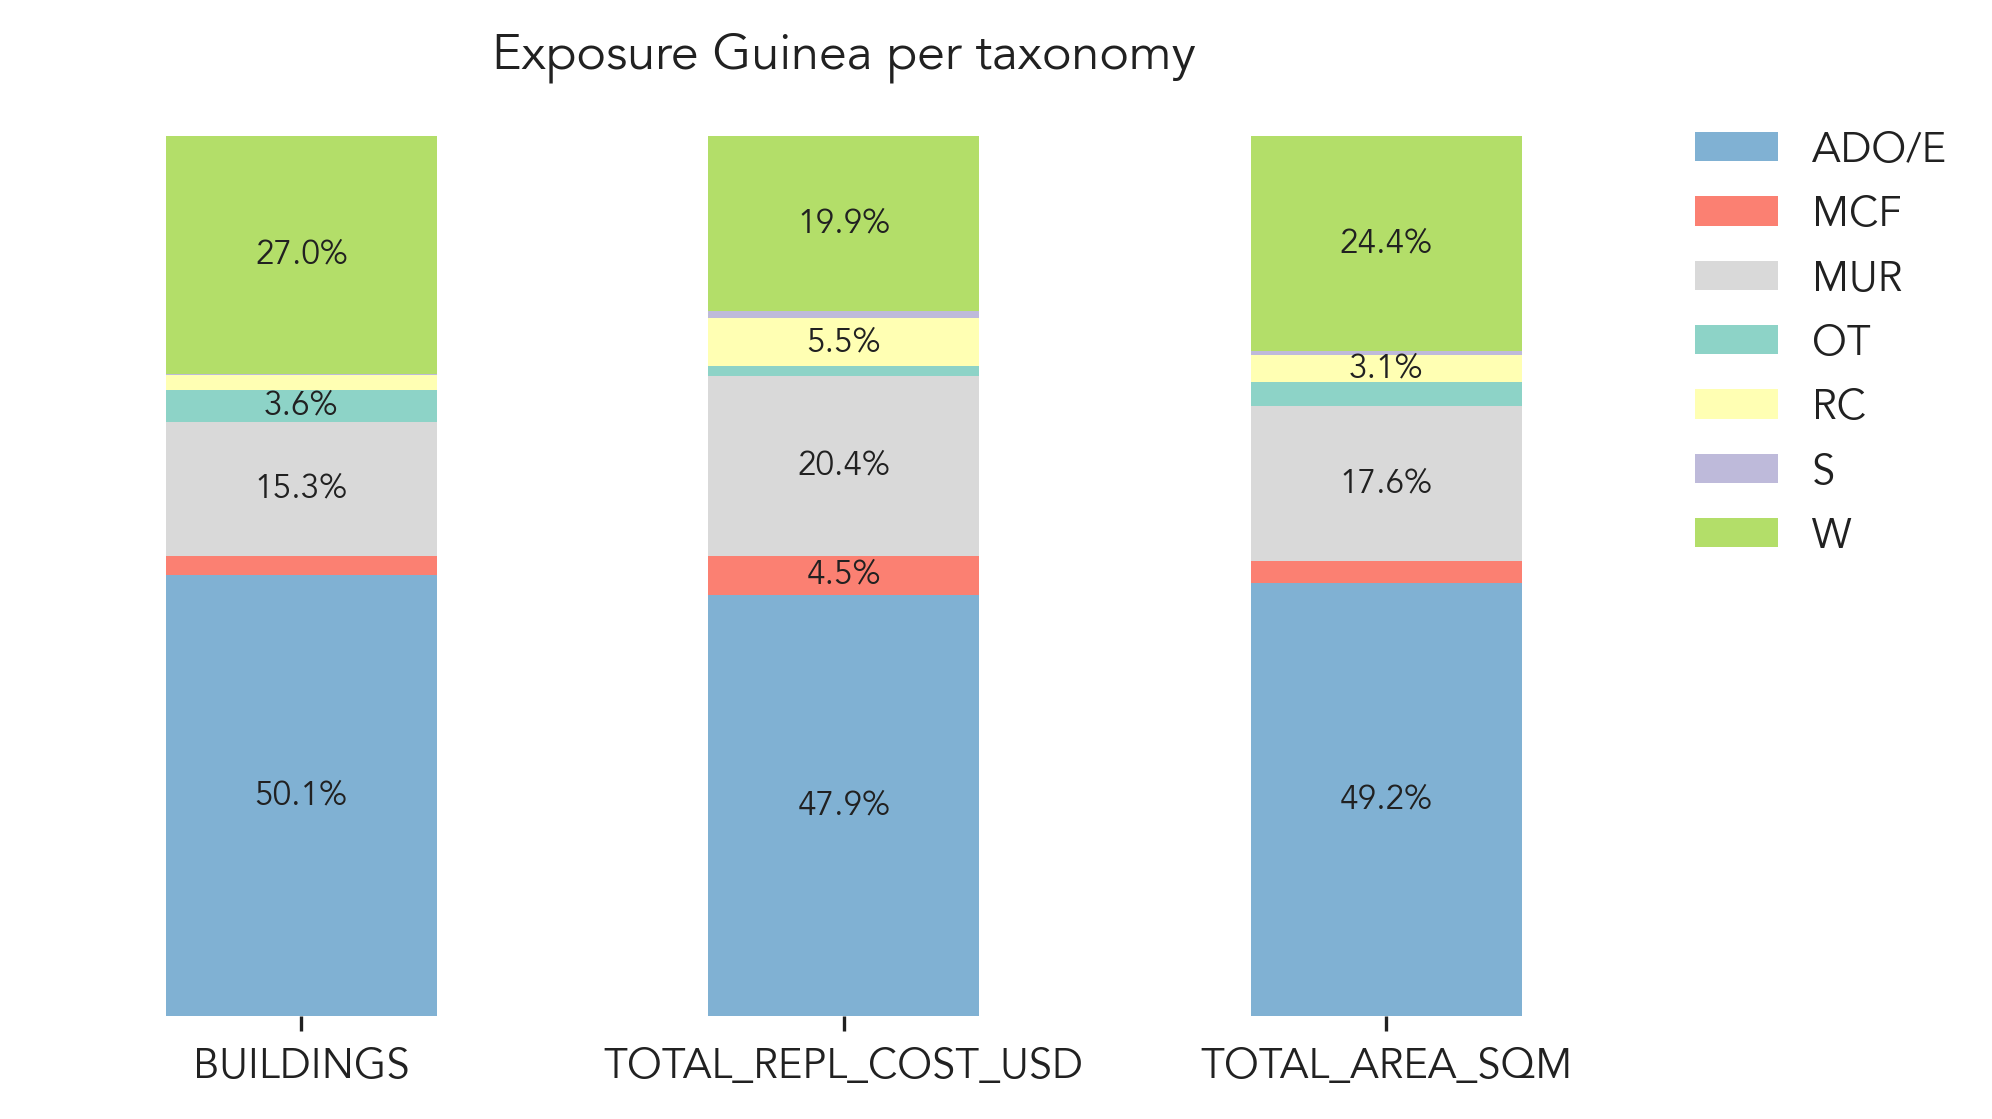 Exposure Guinea per taxonomy
27.0%
3.6%
15.3%
50.1%
19.9%
5.5%
20.4%
4.5%
47.9%
24.4%
3.1%
17.6%
49.2%
BUILDINGS
TOTAL_REPL_COST_USD
TOTAL_AREA_SQM
ADO/E
MCF
MUR
OT
RC
S
W